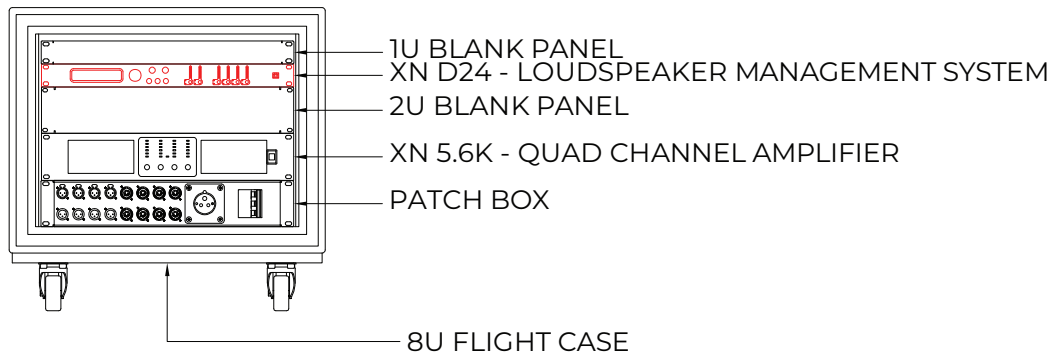 1U BLANK PANEL
XN D24 - LOUDSPEAKER MANAGEMENT SYSTEM
2U BLANK PANEL
XN 5.6K - QUAD CHANNEL AMPLIFIER
PATCH BOX
8U FLIGHT CASE